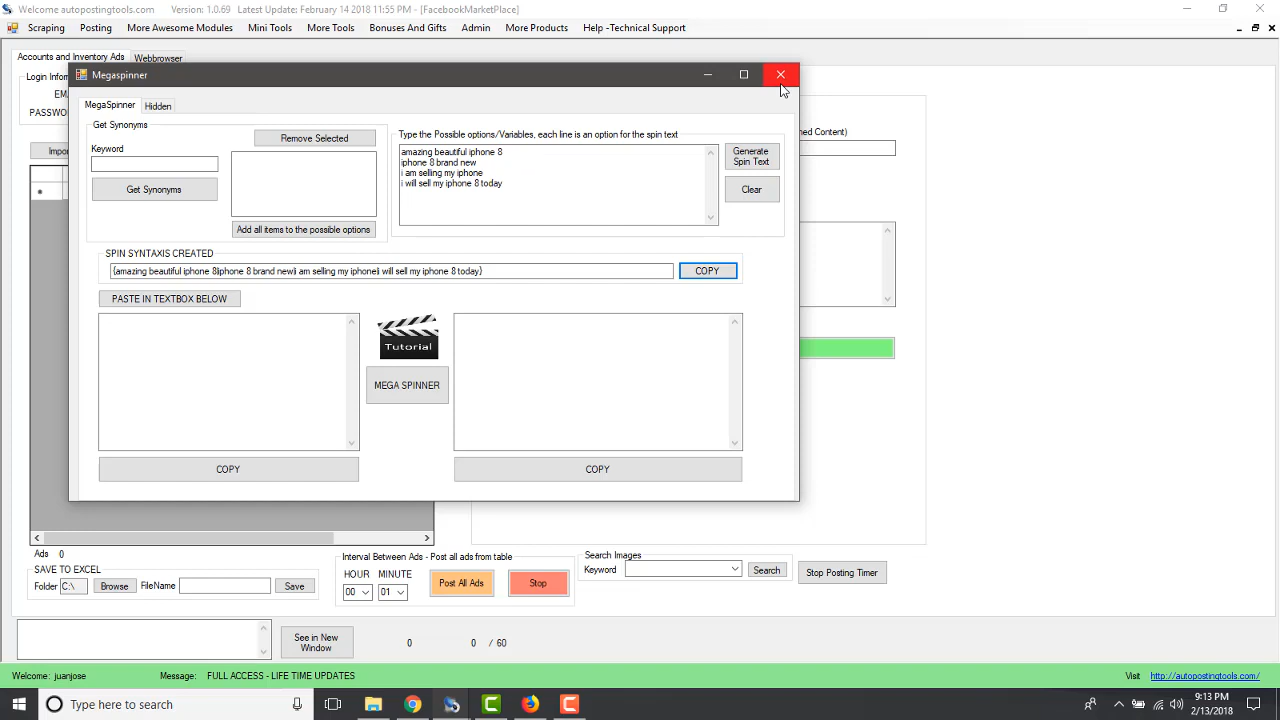 Welcome autopostingtools.com  Version: 1.0.69  Latest Update: February 14 2018 11:55 PM - [FacebookMarketPlace]
Scraping Posting More Awesome Modules Mini Tools More Tools Bonuses And Gifts Admin More Products Help -Technical Support
Accounts and Inventory Ads Webbrowser
Login Infom
Megaspinner
EM
PASSWO
MegaSpinner Hidden
Get Synonyms
Remove Selected
Type the Possible options/Variables, each line is an option for the spin text
ned Content)
Keyword
Impor
amazing beautiful iphone 8
iphone 8 brand new
i am selling my iphone
i will sell my iphone 8 today
Generate
Spin Text
Get Synonyms
Clear
Add all items to the possible options
SPIN SYNTAXIS CREATED
{amazing beautiful iphone 8|iphone 8 brand new|i am selling my iphone|i will sell my iphone 8 today}
COPY
PASTE IN TEXTBOX BELOW
Tutorial
MEGA SPINNER
COPY
COPY
Ads 0
Interval Between Ads - Post all ads from table
Search Images
SAVE TO EXCEL
HOUR MINUTE
Keyword
Search
Stop Posting Timer
Folder C:\ Browse FileName Save
00 01
Post All Ads
Stop
See in New
Window
0 0 / 60
Welcome: juanjose Message: FULL ACCESS - LIFE TIME UPDATES Visit http://autopostingtools.com/
Type here to search
9:13 PM
2/13/2018